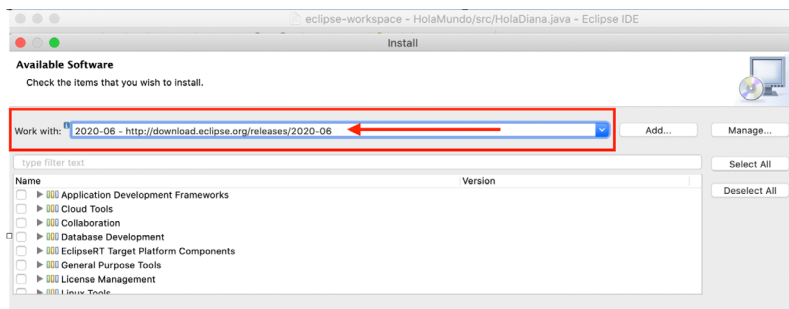 eclipse-workspace - HolaMundo/src/HolaDiana.java - Eclipse IDE
Install
Available Software
Check the items that you wish to install.
Work with: 2020-06 - http://download.eclipse.org/releases/2020-06 Add... Manage...
type filter text Select All
Name Version
Deselect All
Application Development Frameworks
Cloud Tools
Collaboration
Database Development
EclipseRT Target Platform Components
General Purpose Tools
License Management
Linux Tools